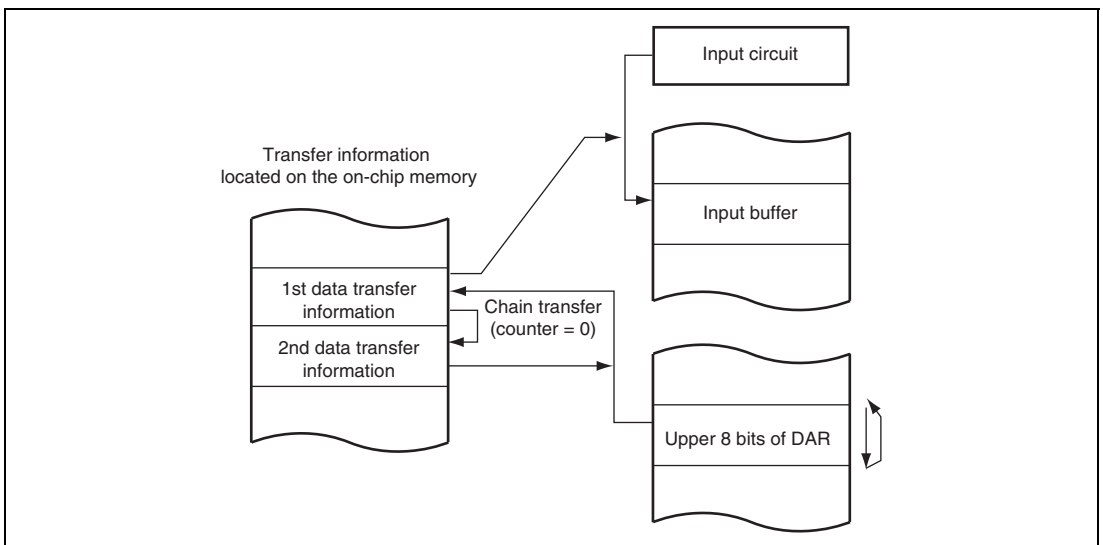 Input circuit
Transfer information
located on the on-chip memory
Input buffer
1st data transfer
information
Chain transfer
(counter = 0)
2nd data transfer
information
Upper 8 bits of DAR